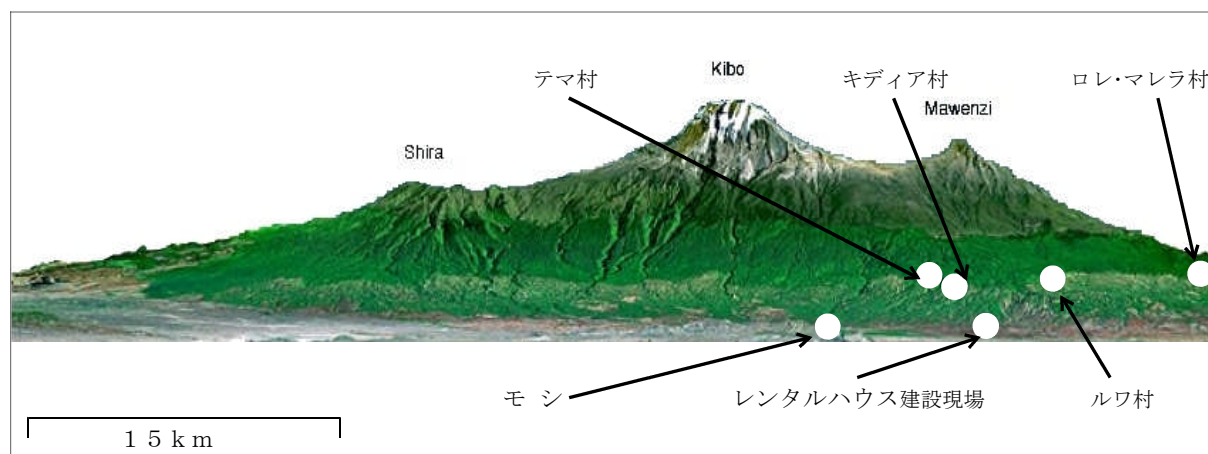 Kibo
テマ村
キディア村
ロレ・マレラ村
Mawenzi
Shira
モ シ
レンタルハウス建設現場
ルワ村
１５ｋｍ